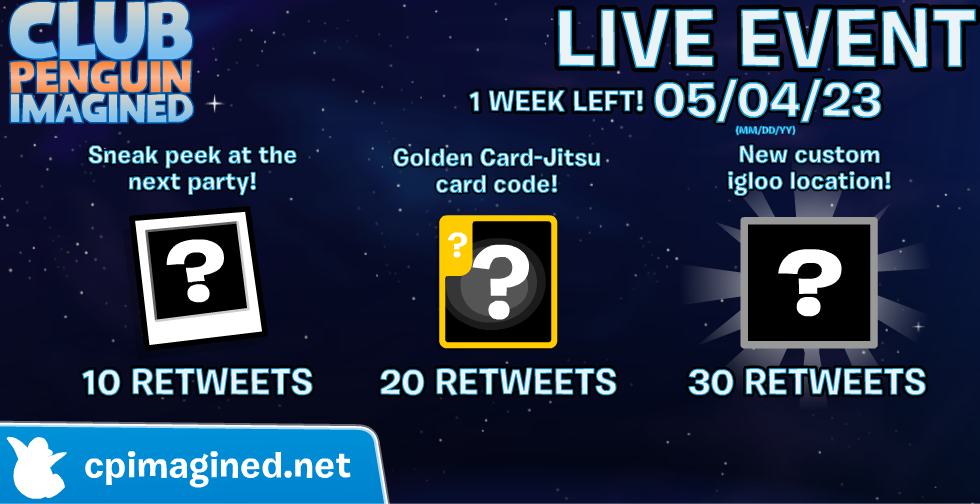 CLUB
PENGUIN
IMAGINED
LIVE EVENT
1 WEEK LEFT! 05/04/23
(MM/DD/YY)
Sneak peek at the
next party!
Golden Card-Jitsu
card code!
New custom
igloo location!
?
? ?
?
10 RETWEETS
20 RETWEETS
30 RETWEETS
cpimagined.net